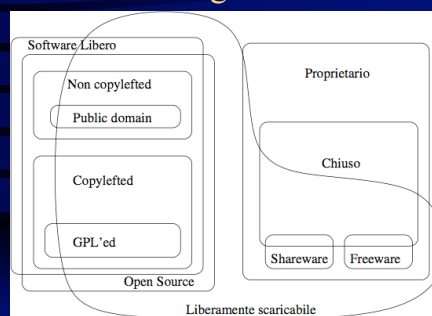 Software Libero
Non copylefted
Public domain
Copylefted
GPL'ed
Open Source
Proprietario
Chiuso
Shareware
Freeware
Liberamente scaricabile